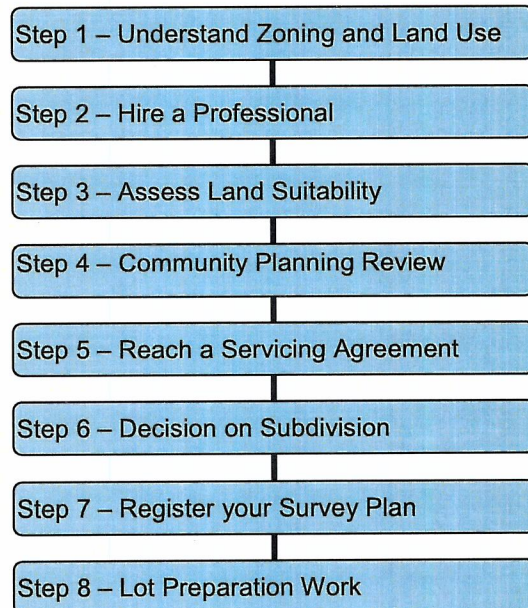 Step 1 – Understand Zoning and Land Use
Step 2 – Hire a Professional
Step 3 – Assess Land Suitability
Step 4 – Community Planning Review
Step 5 – Reach a Servicing Agreement
Step 6 – Decision on Subdivision
Step 7 – Register your Survey Plan
Step 8 – Lot Preparation Work